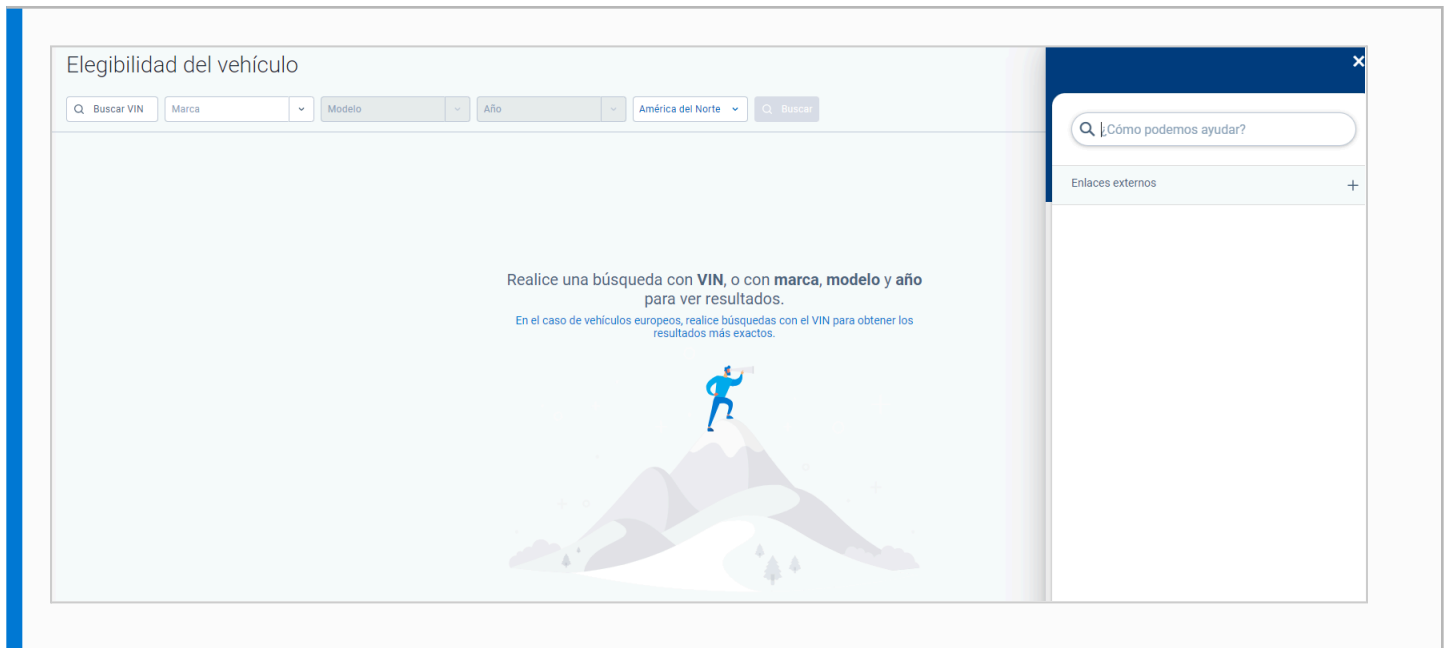 Elegibilidad del vehículo
Buscar VIN
Marca
Modelo
Año
América del Norte
Buscar
¿Cómo podemos ayudar?
Enlaces externos
Realice una búsqueda con VIN, o con marca, modelo y año
para ver resultados.
En el caso de vehículos europeos, realice búsquedas con el VIN para obtener los
resultados más exactos.